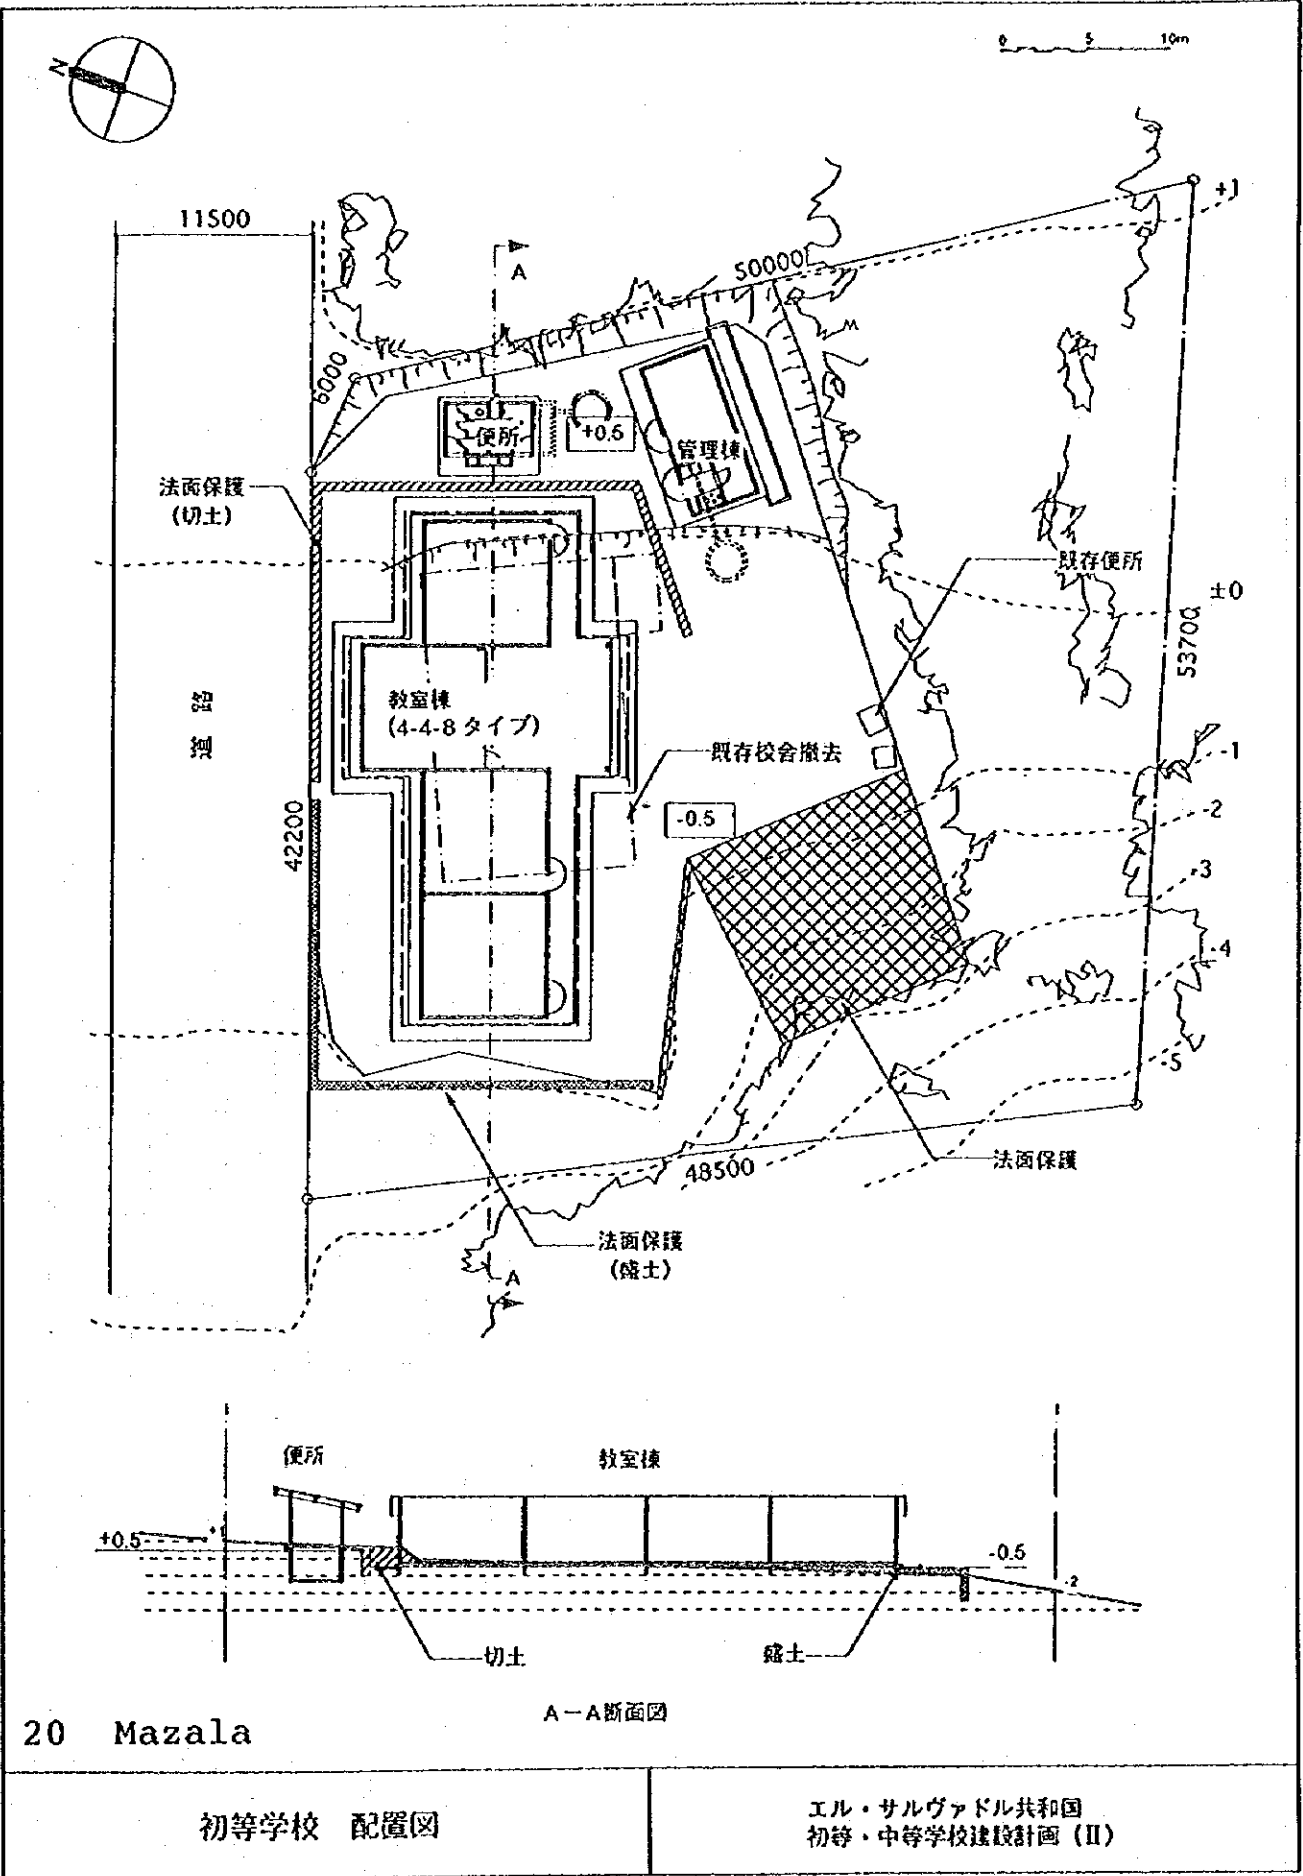 N
0 5 10m
+1
11500
A
50000
6000
+0.5
便所
管理棟
法面保護
(切土)
既存便所
±0
53700
道路
教室棟
(4-4-8タイプ)
既存校舎撤去
-1
-0.5
-2
42200
-3
-4
-5
48500
法面保護
法面保護
(盛土)
A
便所
教室棟
+0.5
+1
-0.5
-2
切土
盛土
A-A断面図
20 Mazala
初等学校 配置図
エル・サルヴァドル共和国
初等・中等学校建設計画(II)